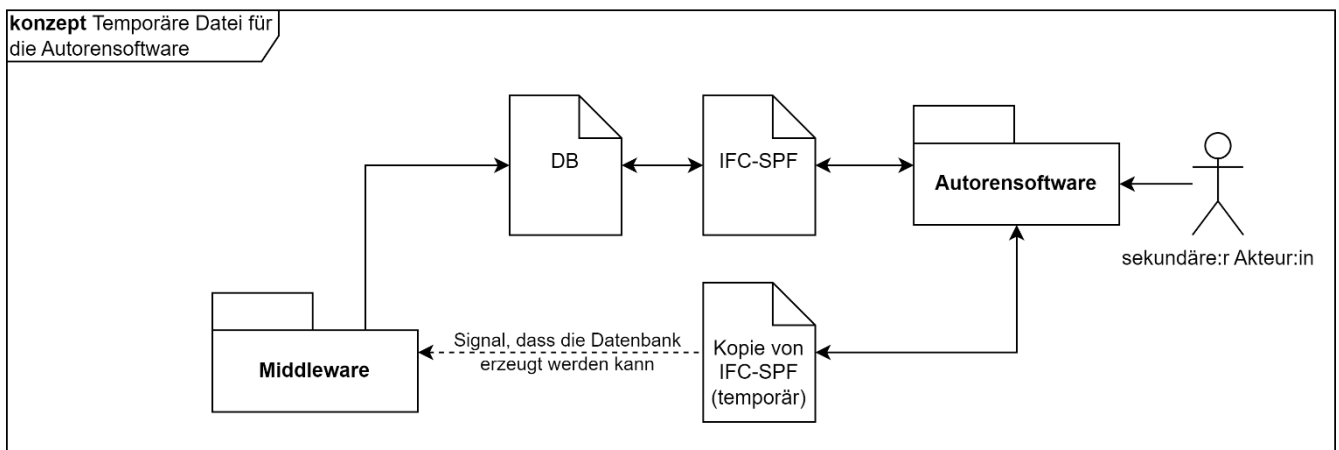 konzept Temporäre Datei für
die Autorensoftware
DB
IFC-SPF
Autorensoftware
sekundäre:r Akteur:in
Middleware
Signal, dass die Datenbank
erzeugt werden kann
Kopie von
IFC-SPF
(temporär)